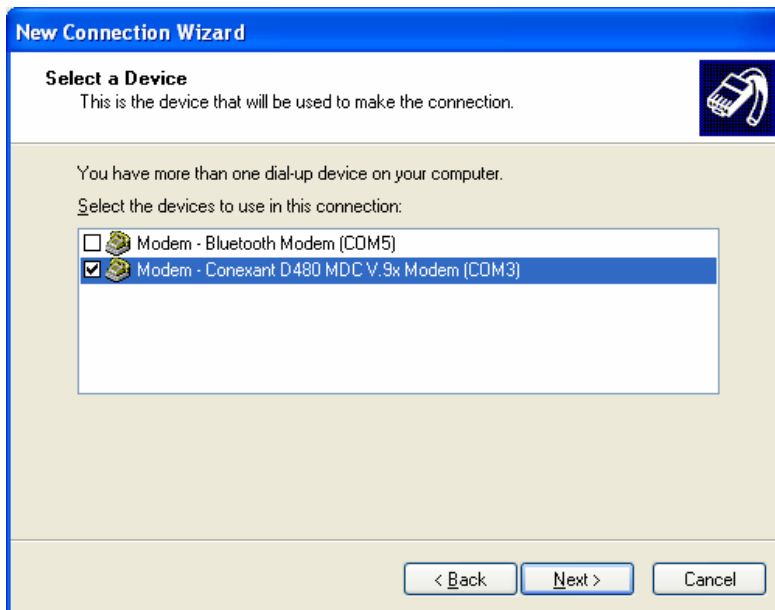 New Connection Wizard
Select a Device
This is the device that will be used to make the connection.
You have more than one dial-up device on your computer.
Select the devices to use in this connection:
Modem - Bluetooth Modem (COM5)
Modem - Conexant D480 MDC V.9x Modem (COM3)
< Back Next > Cancel